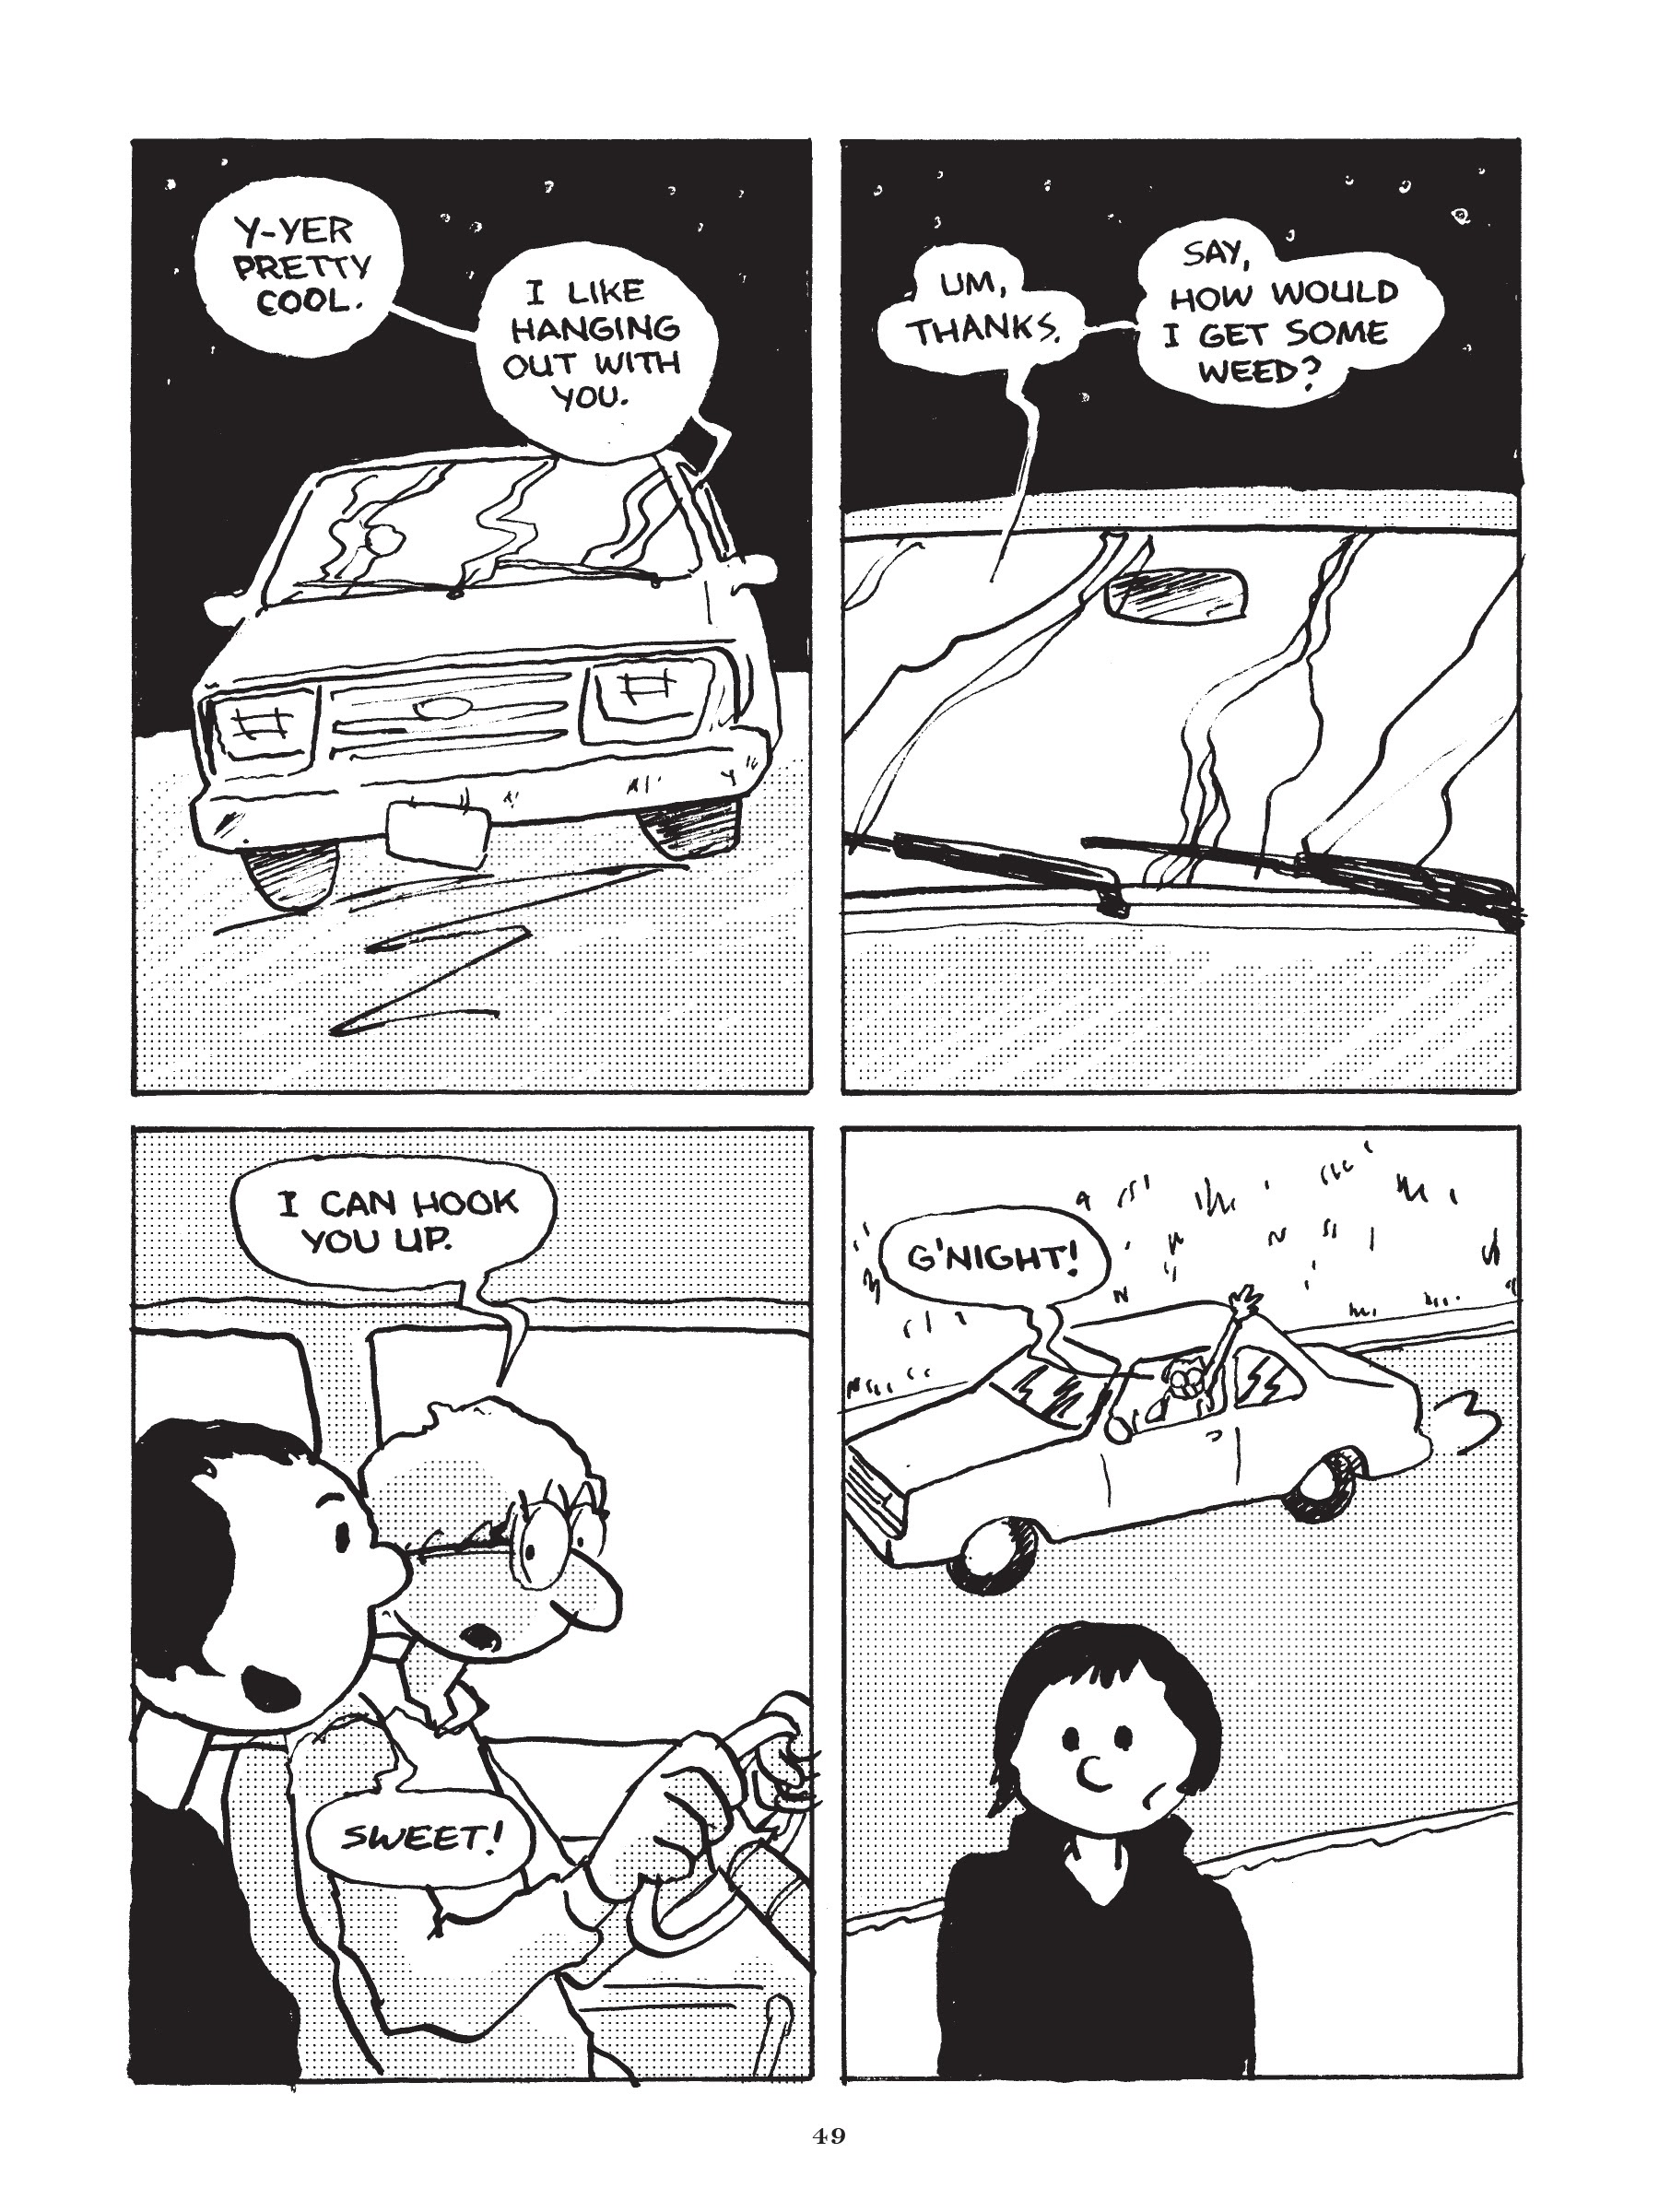 Y-YER
PRETTY
COOL.
I LIKE
HANGING
OUT WITH
YOU.
UM,
THANKS.
SAY,
HOW WOULD
I GET SOME
WEED?
I CAN HOOK
YOU UP.
SWEET!
G'NIGHT!
49